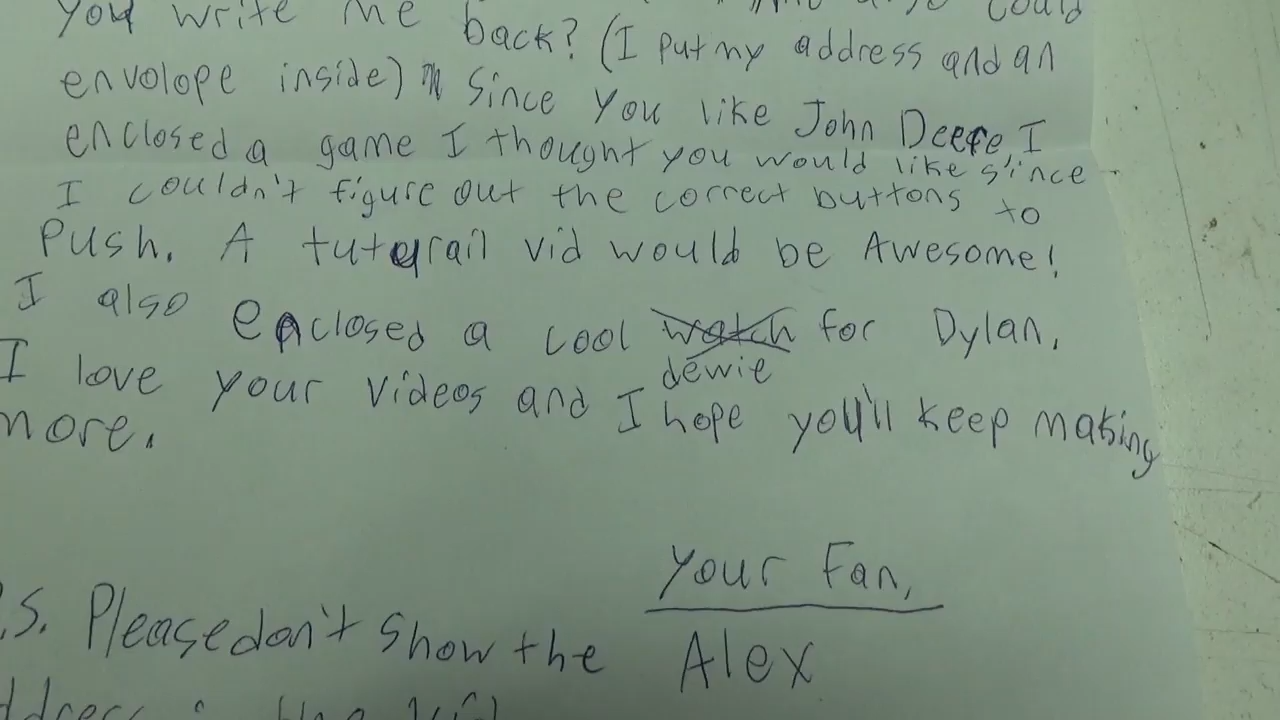 you write me back? (I put my address and an
envolope inside) Since you like John Deere I
enclosed a game I thought you would like since
I couldn't figure out the correct buttons to
Push. A tutorail vid would be Awesome!
I also enclosed a cool watch for Dylan.
dewie
I love your videos and I hope you'll keep making
more.
Your Fan,
.S. Please don't show the Alex